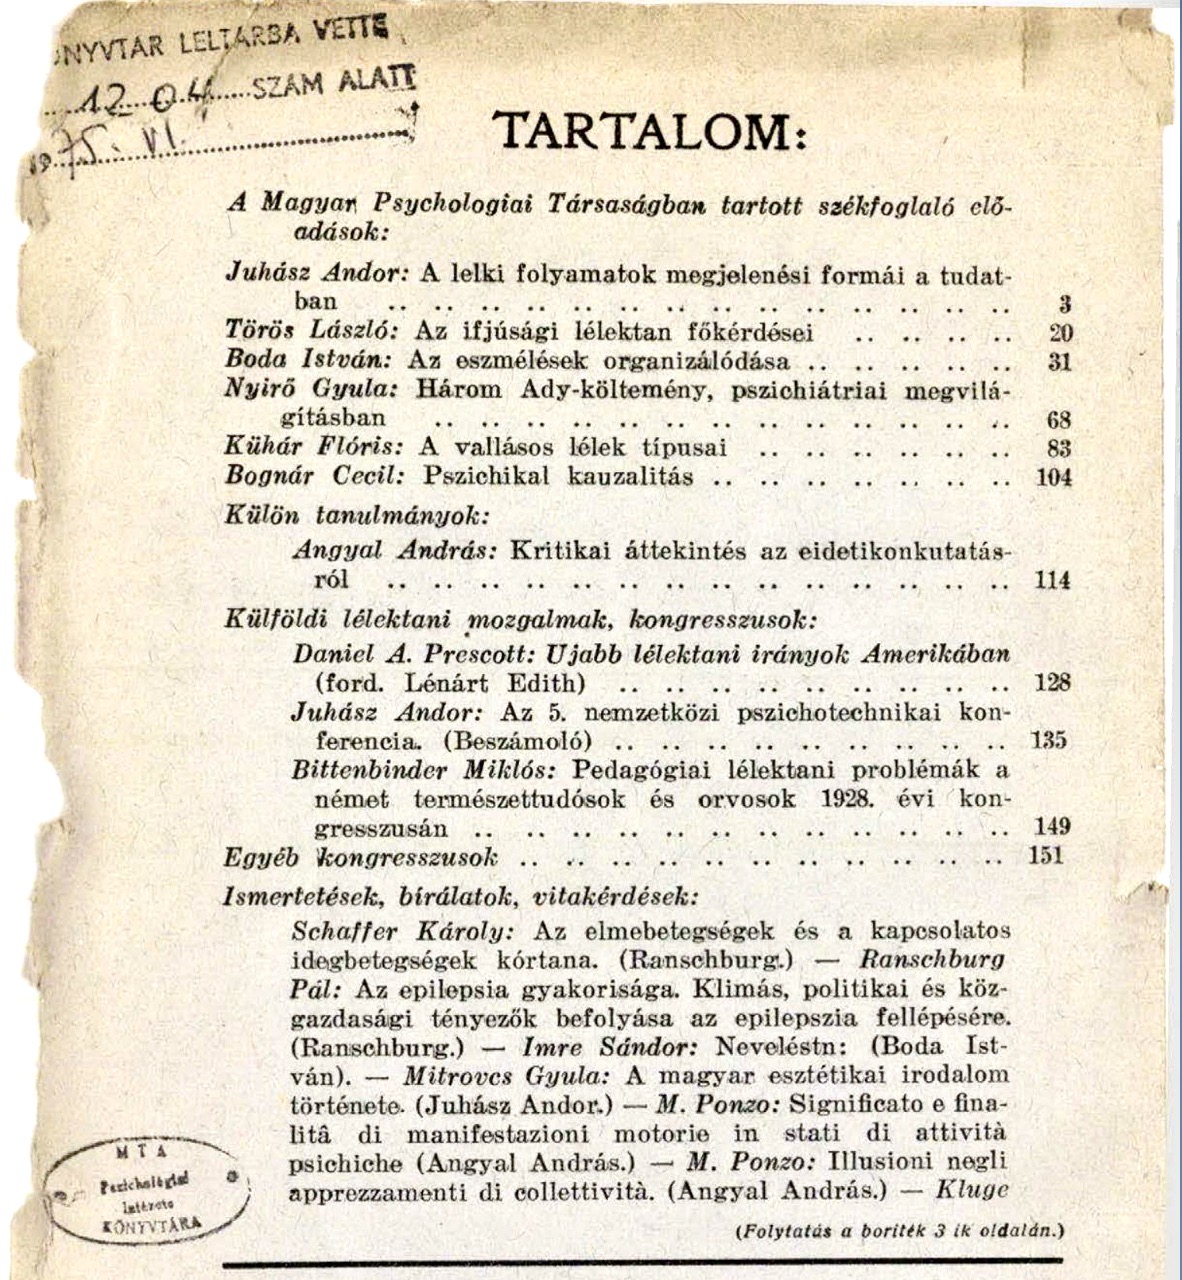 NYVTÁR LELTÁRBA VETTE
12 04 SZÁM ALATT
1975. VI.
TARTALOM:
A Magyar Psychologiai Társaságban tartott székfoglaló elő-
adások:
Juhász Andor: A lelki folyamatok megjelenési formái a tudat-
ban .. .. .. .. .. .. .. .. .. .. .. .. .. .. 3
Törös László: Az ifjúsági lélektan főkérdései .. .. .. .. 20
Boda István: Az eszmélések organizálódása .. .. .. .. .. 31
Nyirő Gyula: Három Ady-költemény, pszichiátriai megvilá-
gításban .. .. .. .. .. .. .. .. .. .. .. .. .. 68
Kühár Flóris: A vallásos lélek típusai .. .. .. .. .. .. 83
Bognár Cecil: Pszichikal kauzalitás .. .. .. .. .. .. .. 104
Külön tanulmányok:
Angyal András: Kritikai áttekintés az eidetikonkutatás-
ról .. .. .. .. .. .. .. .. .. .. .. .. .. .. 114
Külföldi lélektani mozgalmak, kongresszusok:
Daniel A. Prescott: Ujabb lélektani irányok Amerikában
(ford. Lénárt Edith) .. .. .. .. .. .. .. .. .. 128
Juhász Andor: Az 5. nemzetközi pszichotechnikai kon-
ferencia. (Beszámoló) .. .. .. .. .. .. .. .. .. 135
Bittenbinder Miklós: Pedagógiai lélektani problémák a
német természettudósok és orvosok 1928. évi kon-
gresszusán .. .. .. .. .. .. .. .. .. .. .. .. 149
Egyéb kongresszusok .. .. .. .. .. .. .. .. .. .. .. 151
Ismertetések, bírálatok, vitakérdések:
Schaffer Károly: Az elmebetegségek és a kapcsolatos
idegbetegségek kórtana. (Ranschburg.) — Ranschburg
Pál: Az epilepsia gyakorisága. Klimás, politikai és köz-
gazdasági tényezők befolyása az epilepszia fellépésére.
(Ranschburg.) — Imre Sándor: Neveléstn: (Boda Ist-
ván). — Mitrovcs Gyula: A magyar esztétikai irodalom
története. (Juhász Andor.) — M. Ponzo: Significato e fina-
litâ di manifestazioni motorie in stati di attività
psichiche (Angyal András.) — M. Ponzo: Illusioni negli
apprezzamenti di collettività. (Angyal András.) — Kluge
(Folytatás a boríték 3 ik oldalán.)
MTA
Pszichológiai
Intézete
KÖNYVTÁRA